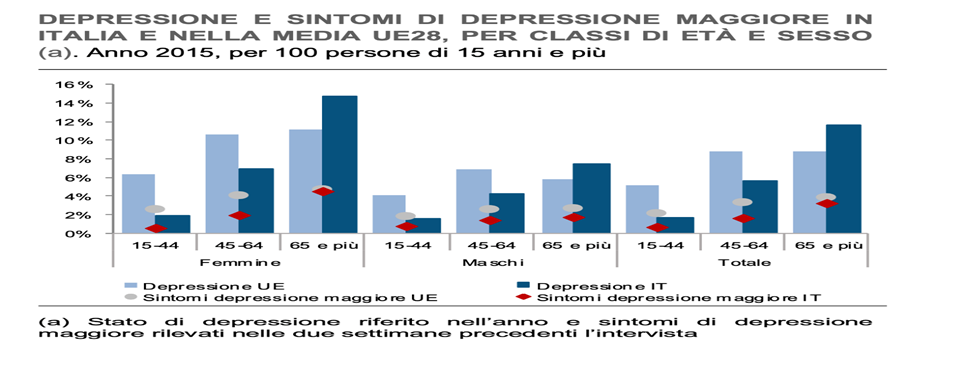 DEPRESSIONE E SINTOMI DI DEPRESSIONE MAGGIORE IN
ITALIA E NELLA MEDIA UE28, PER CLASSI DI ETÀ E SESSO
(a). Anno 2015, per 100 persone di 15 anni e più
16%
14%
12%
10%
8%
6%
4%
2%
0%
15-44 45-64 65 e più 15-44 45-64 65 e più 15-44 45-64 65 e più
Femmine Maschi Totale
Depressione UE Depressione IT
Sintomi depressione maggiore UE Sintomi depressione maggiore IT
(a) Stato di depressione riferito nell'anno e sintomi di depressione
maggiore rilevati nelle due settimane precedenti l'intervista